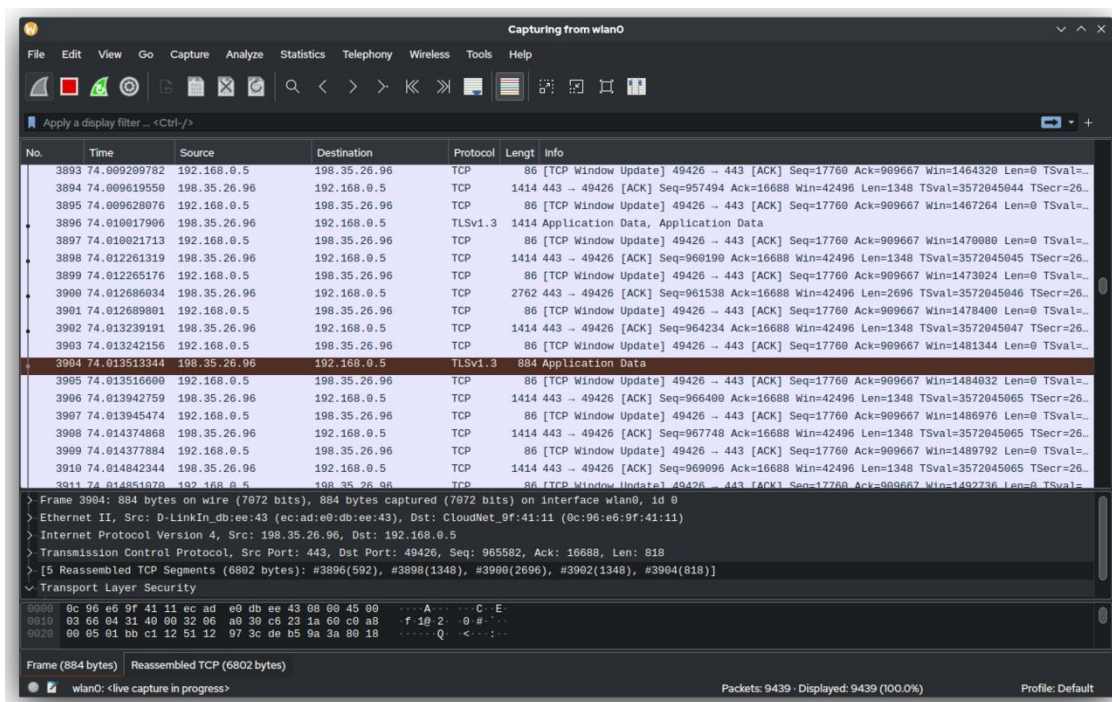 Capturing from wlan0
File Edit View Go Capture Analyze Statistics Telephony Wireless Tools Help
Apply a display filter ... <Ctrl-/>
No. Time Source Destination Protocol Lengt Info
3893 74.009209782 192.168.0.5 198.35.26.96 TCP 86 [TCP Window Update] 49426 → 443 [ACK] Seq=17760 Ack=909667 Win=1464320 Len=0 TSval=…
3894 74.009619550 198.35.26.96 192.168.0.5 TCP 1414 443 → 49426 [ACK] Seq=957494 Ack=16688 Win=42496 Len=1348 TSval=3572045044 TSecr=26…
3895 74.009628076 192.168.0.5 198.35.26.96 TCP 86 [TCP Window Update] 49426 → 443 [ACK] Seq=17760 Ack=909667 Win=1467264 Len=0 TSval=…
3896 74.010017906 198.35.26.96 192.168.0.5 TLSv1.3 1414 Application Data, Application Data
3897 74.010021713 192.168.0.5 198.35.26.96 TCP 86 [TCP Window Update] 49426 → 443 [ACK] Seq=17760 Ack=909667 Win=1470080 Len=0 TSval=…
3898 74.012261319 198.35.26.96 192.168.0.5 TCP 1414 443 → 49426 [ACK] Seq=960190 Ack=16688 Win=42496 Len=1348 TSval=3572045045 TSecr=26…
3899 74.012265176 192.168.0.5 198.35.26.96 TCP 86 [TCP Window Update] 49426 → 443 [ACK] Seq=17760 Ack=909667 Win=1473024 Len=0 TSval=…
3900 74.012686034 198.35.26.96 192.168.0.5 TCP 2762 443 → 49426 [ACK] Seq=961538 Ack=16688 Win=42496 Len=2696 TSval=3572045046 TSecr=26…
3901 74.012689801 192.168.0.5 198.35.26.96 TCP 86 [TCP Window Update] 49426 → 443 [ACK] Seq=17760 Ack=909667 Win=1478400 Len=0 TSval=…
3902 74.013239191 198.35.26.96 192.168.0.5 TCP 1414 443 → 49426 [ACK] Seq=964234 Ack=16688 Win=42496 Len=1348 TSval=3572045047 TSecr=26…
3903 74.013242156 192.168.0.5 198.35.26.96 TCP 86 [TCP Window Update] 49426 → 443 [ACK] Seq=17760 Ack=909667 Win=1481344 Len=0 TSval=…
3904 74.013513344 198.35.26.96 192.168.0.5 TLSv1.3 884 Application Data
3905 74.013516600 192.168.0.5 198.35.26.96 TCP 86 [TCP Window Update] 49426 → 443 [ACK] Seq=17760 Ack=909667 Win=1484032 Len=0 TSval=…
3906 74.013942759 198.35.26.96 192.168.0.5 TCP 1414 443 → 49426 [ACK] Seq=966400 Ack=16688 Win=42496 Len=1348 TSval=3572045065 TSecr=26…
3907 74.013945474 192.168.0.5 198.35.26.96 TCP 86 [TCP Window Update] 49426 → 443 [ACK] Seq=17760 Ack=909667 Win=1486976 Len=0 TSval=…
3908 74.014374868 198.35.26.96 192.168.0.5 TCP 1414 443 → 49426 [ACK] Seq=967748 Ack=16688 Win=42496 Len=1348 TSval=3572045065 TSecr=26…
3909 74.014377884 192.168.0.5 198.35.26.96 TCP 86 [TCP Window Update] 49426 → 443 [ACK] Seq=17760 Ack=909667 Win=1489792 Len=0 TSval=…
3910 74.014842344 198.35.26.96 192.168.0.5 TCP 1414 443 → 49426 [ACK] Seq=969096 Ack=16688 Win=42496 Len=1348 TSval=3572045065 TSecr=26…
3911 74.014851070 192.168.0.5 198.35.26.96 TCP 86 [TCP Window Update] 49426 → 443 [ACK] Seq=17760 Ack=909667 Win=1492736 Len=0 TSval=
Frame 3904: 884 bytes on wire (7072 bits), 884 bytes captured (7072 bits) on interface wlan0, id 0
Ethernet II, Src: D-LinkIn_db:ee:43 (ec:ad:e0:db:ee:43), Dst: CloudNet_9f:41:11 (0c:96:e6:9f:41:11)
Internet Protocol Version 4, Src: 198.35.26.96, Dst: 192.168.0.5
Transmission Control Protocol, Src Port: 443, Dst Port: 49426, Seq: 965582, Ack: 16688, Len: 818
[5 Reassembled TCP Segments (6802 bytes): #3896(592), #3898(1348), #3900(2696), #3902(1348), #3904(818)]
Transport Layer Security
0000 0c 96 e6 9f 41 11 ec ad e0 db ee 43 08 00 45 00 ····A··· ···C··E·
0010 03 66 04 31 40 00 32 06 a0 30 c6 23 1a 60 c0 a8 ·f·1@·2· ·0·#·`··
0020 00 05 01 bb c1 12 51 12 97 3c de b5 9a 3a 80 18 ······Q· ·<···:··
Frame (884 bytes) Reassembled TCP (6802 bytes)
wlan0: <live capture in progress> Packets: 9439 · Displayed: 9439 (100.0%) Profile: Default